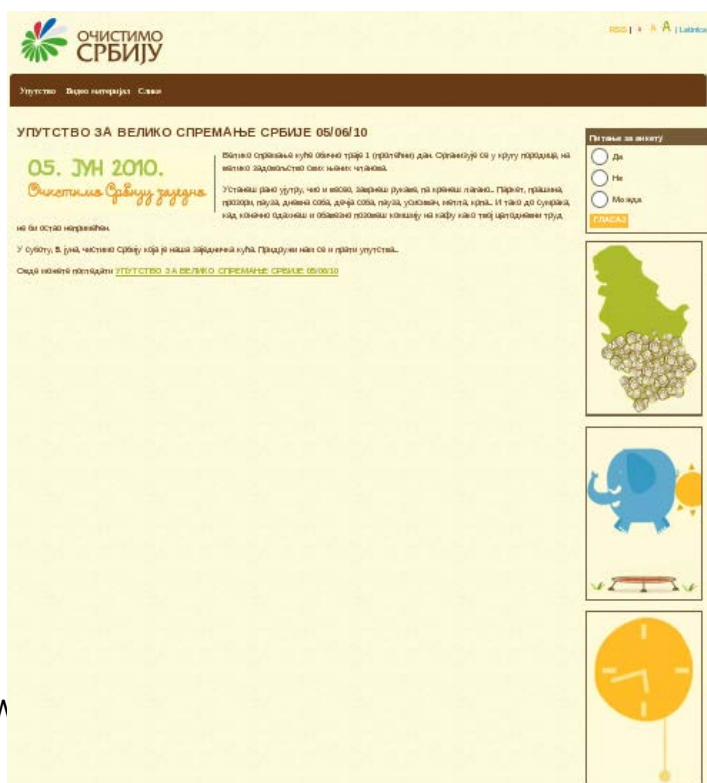 ОЧИСТИМО
СРБИЈУ
RSS | A A A | Latinica
Упутство Видео материјал Слике
УПУТСТВО ЗА ВЕЛИКО СПРЕМАЊЕ СРБИЈЕ 05/06/10
05. ЈУН 2010.
Очистимо Србију заједно
Велико спремање куће обично траје 1 (пролећни) дан. Организује се у кругу породице, на
велико задовољство свих њених чланова.
Устанеш рано ујутру, чио и весео, заврнеш рукаве, па кренеш лагано.. Паркет, прашина,
прозори, пауза, дневна соба, дечја соба, пауза, усисивач, метла, крпа.. И тако до сумрака,
кад коначно одахнеш и обавезно позовеш комшију на кафу како твој целодневни труд
не би остао непримећен.
У суботу, 5. јуна, чистимо Србију која је наша заједничка кућа. Придружи нам се и прати упутства..
Овде можете погледати УПУТСТВО ЗА ВЕЛИКО СПРЕМАЊЕ СРБИЈЕ 05/06/10
Питање за анкету
Да
Не
Можда
ГЛАСАЈ